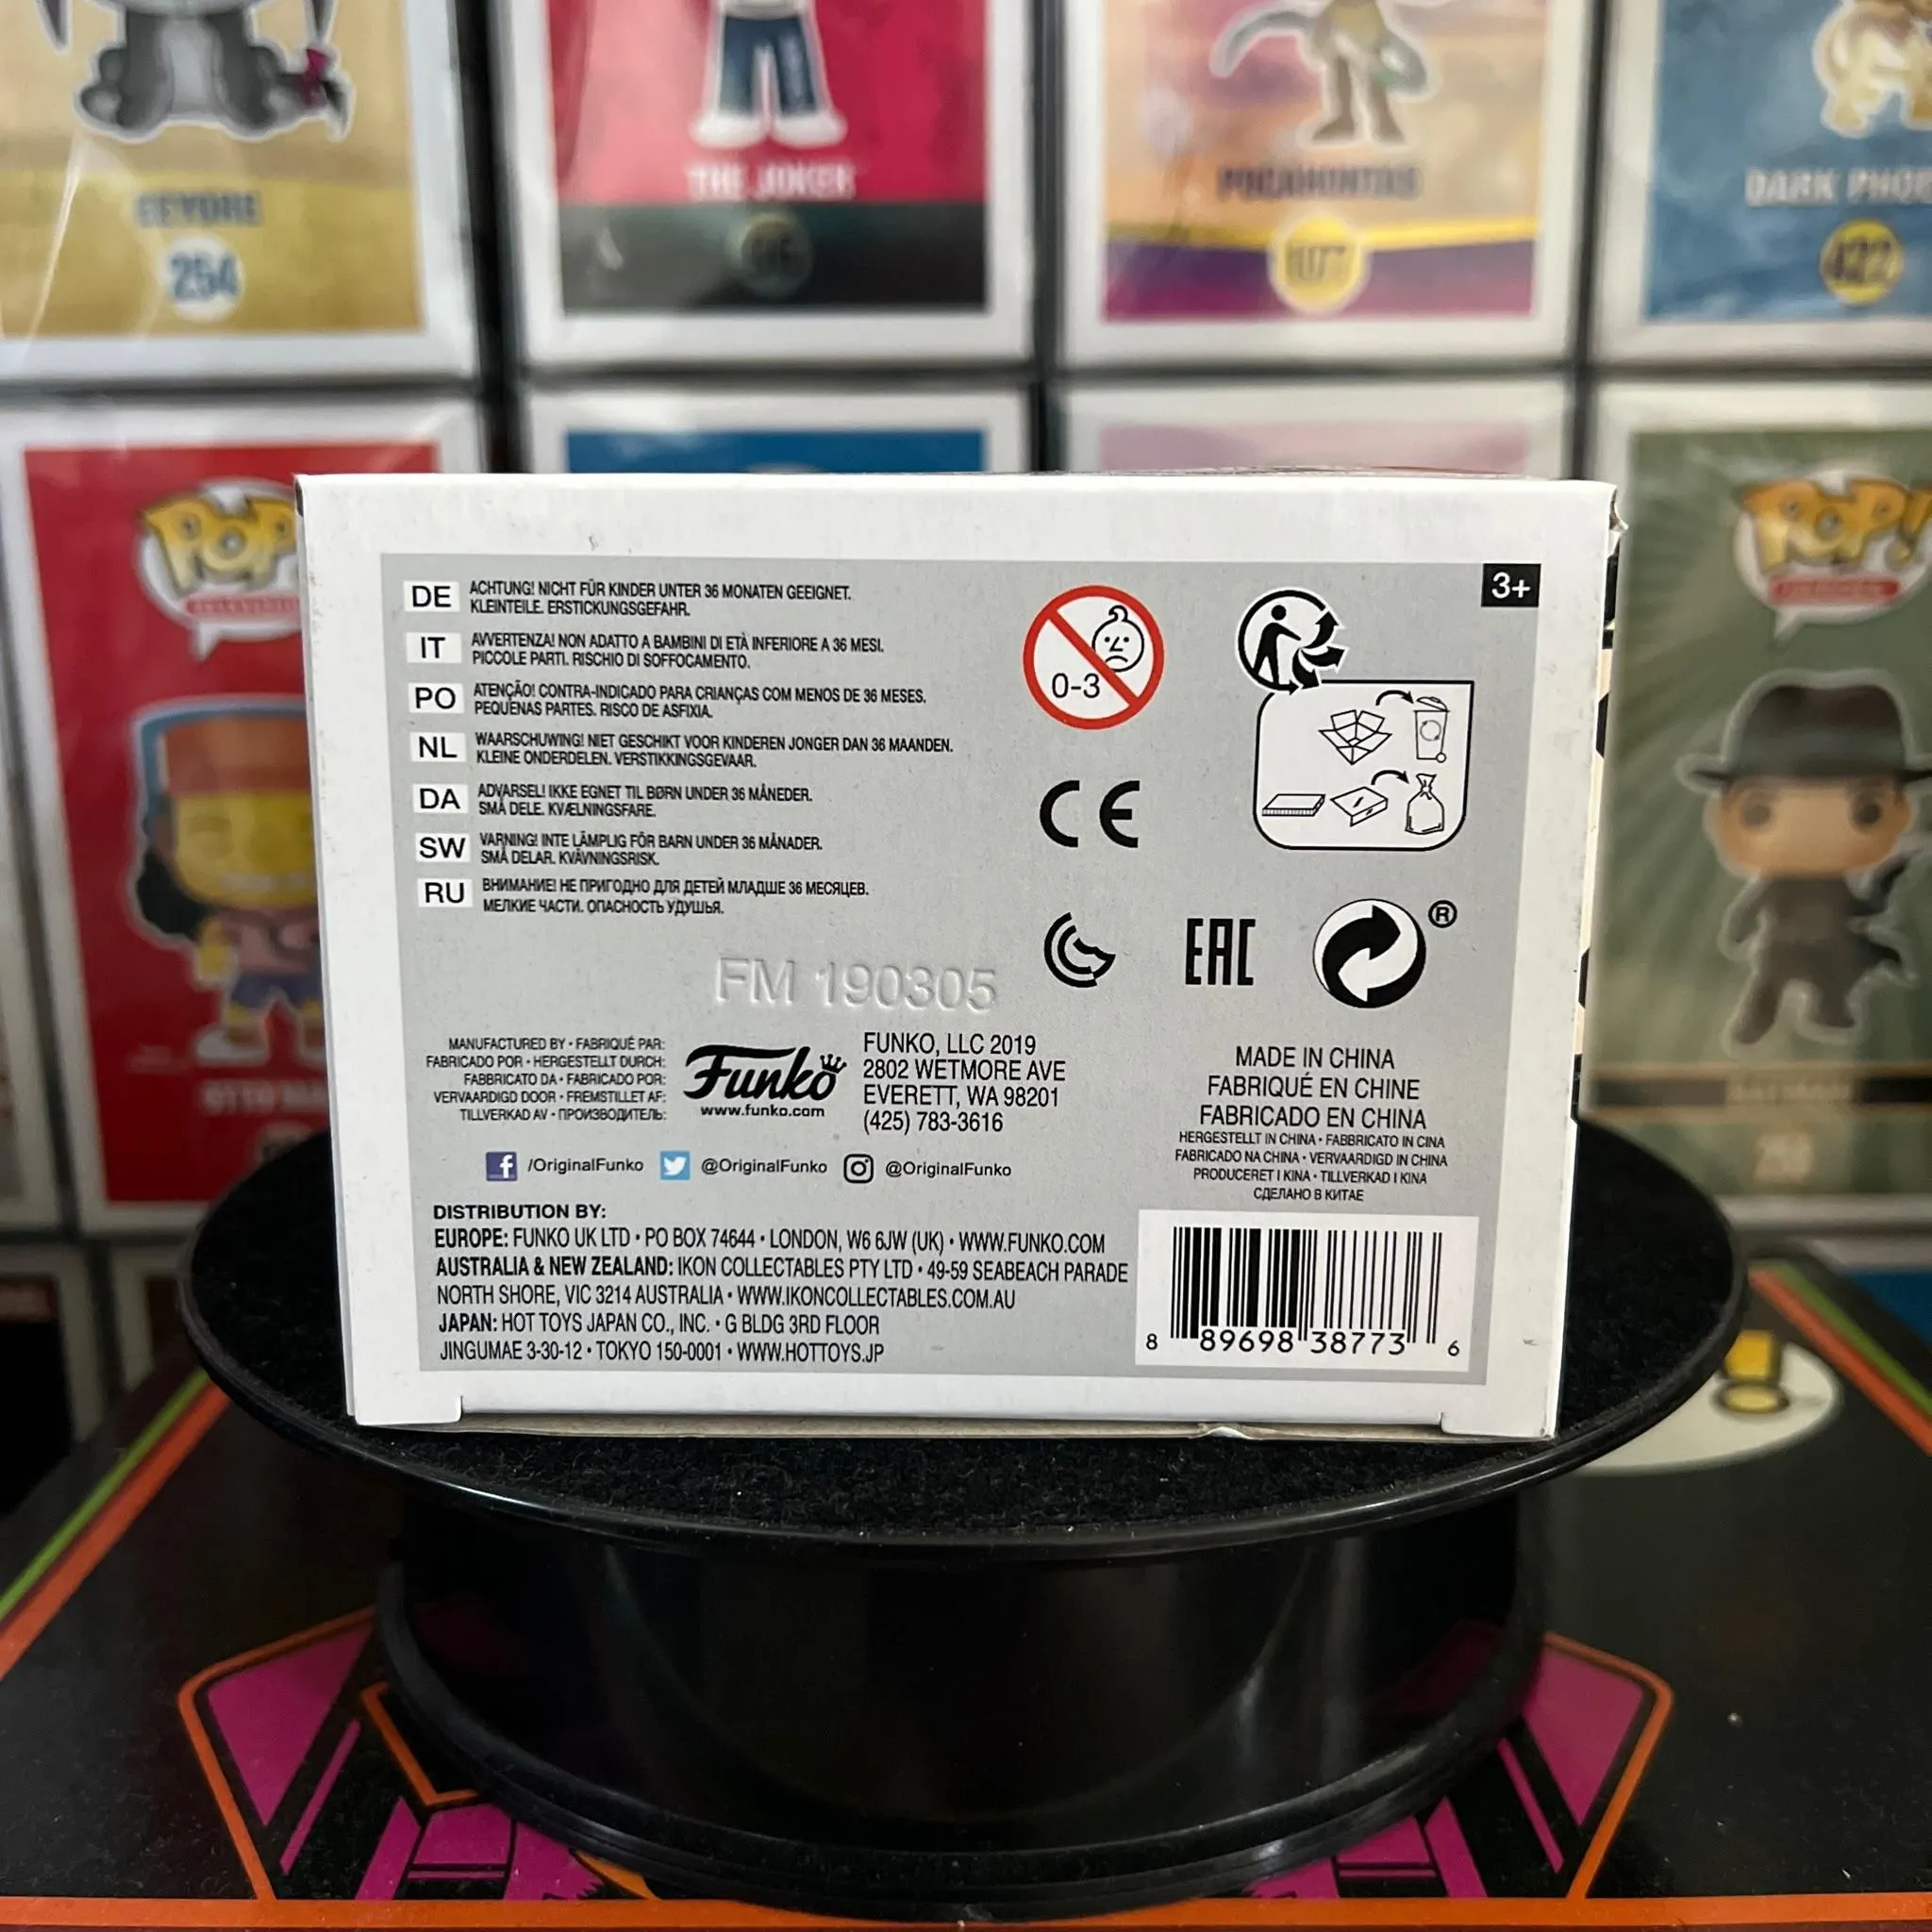 EEYORE
254
THE JOKER
POCAHONTAS
107
DARK
422
POP
POP!
3+
DE ACHTUNG! NICHT FÜR KINDER UNTER 36 MONATEN GEEIGNET.
KLEINTEILE. ERSTICKUNGSGEFAHR.
IT AVVERTENZA! NON ADATTO A BAMBINI DI ETÀ INFERIORE A 36 MESI.
PICCOLE PARTI. RISCHIO DI SOFFOCAMENTO.
PO ATENÇÃO! CONTRA-INDICADO PARA CRIANÇAS COM MENOS DE 36 MESES.
PEQUENAS PARTES. RISCO DE ASFIXIA.
NL WAARSCHUWING! NIET GESCHIKT VOOR KINDEREN JONGER DAN 36 MAANDEN.
KLEINE ONDERDELEN. VERSTIKKINGSGEVAAR.
DA ADVARSEL! IKKE EGNET TIL BØRN UNDER 36 MÅNEDER.
SMÅ DELE. KVÆLNINGSFARE.
SW VARNING! INTE LÄMPLIG FÖR BARN UNDER 36 MÅNADER.
SMÅ DELAR. KVÄVNINGSRISK.
RU ВНИМАНИЕ! НЕ ПРИГОДНО ДЛЯ ДЕТЕЙ МЛАДШЕ 36 МЕСЯЦЕВ.
МЕЛКИЕ ЧАСТИ. ОПАСНОСТЬ УДУШЬЯ.
0-3
CE
EAC
®
FM 190305
MANUFACTURED BY • FABRIQUÉ PAR:
FABRICADO POR • HERGESTELLT DURCH:
FABBRICATO DA • FABRICADO POR:
VERVAARDIGD DOOR • FREMSTILLET AF:
TILLVERKAD AV • ПРОИЗВОДИТЕЛЬ:
Funko
www.funko.com
FUNKO, LLC 2019
2802 WETMORE AVE
EVERETT, WA 98201
(425) 783-3616
MADE IN CHINA
FABRIQUÉ EN CHINE
FABRICADO EN CHINA
HERGESTELLT IN CHINA • FABBRICATO IN CINA
FABRICADO NA CHINA • VERVAARDIGD IN CHINA
PRODUCERET I KINA • TILLVERKAD I KINA
СДЕЛАНО В КИТАЕ
f /OriginalFunko @OriginalFunko @OriginalFunko
DISTRIBUTION BY:
EUROPE: FUNKO UK LTD • PO BOX 74644 • LONDON, W6 6JW (UK) • WWW.FUNKO.COM
AUSTRALIA & NEW ZEALAND: IKON COLLECTABLES PTY LTD • 49-59 SEABEACH PARADE
NORTH SHORE, VIC 3214 AUSTRALIA • WWW.IKONCOLLECTABLES.COM.AU
JAPAN: HOT TOYS JAPAN CO., INC. • G BLDG 3RD FLOOR
JINGUMAE 3-30-12 • TOKYO 150-0001 • WWW.HOTTOYS.JP
8 89698 38773 6